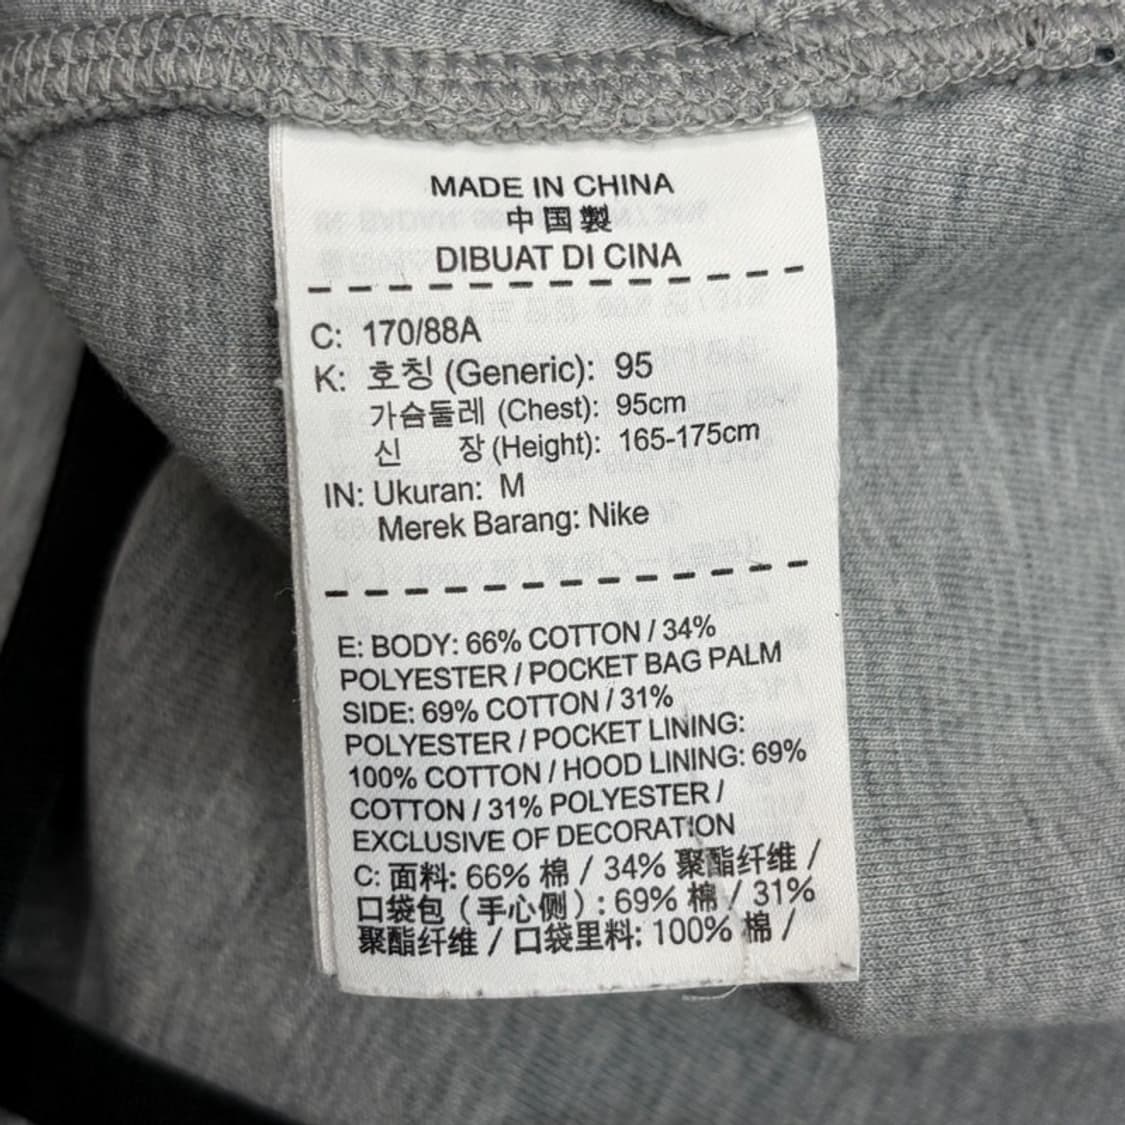 MADE IN CHINA
中国製
DIBUAT DI CINA
C: 170/88A
K: 호칭 (Generic): 95
가슴둘레 (Chest): 95cm
신 장 (Height): 165-175cm
IN: Ukuran: M
Merek Barang: Nike
E: BODY: 66% COTTON / 34%
POLYESTER / POCKET BAG PALM
SIDE: 69% COTTON / 31%
POLYESTER / POCKET LINING:
100% COTTON / HOOD LINING: 69%
COTTON / 31% POLYESTER /
EXCLUSIVE OF DECORATION
C: 面料: 66% 棉 / 34% 聚酯纤维 /
口袋包（手心侧）: 69% 棉 / 31%
聚酯纤维 / 口袋里料: 100% 棉 /